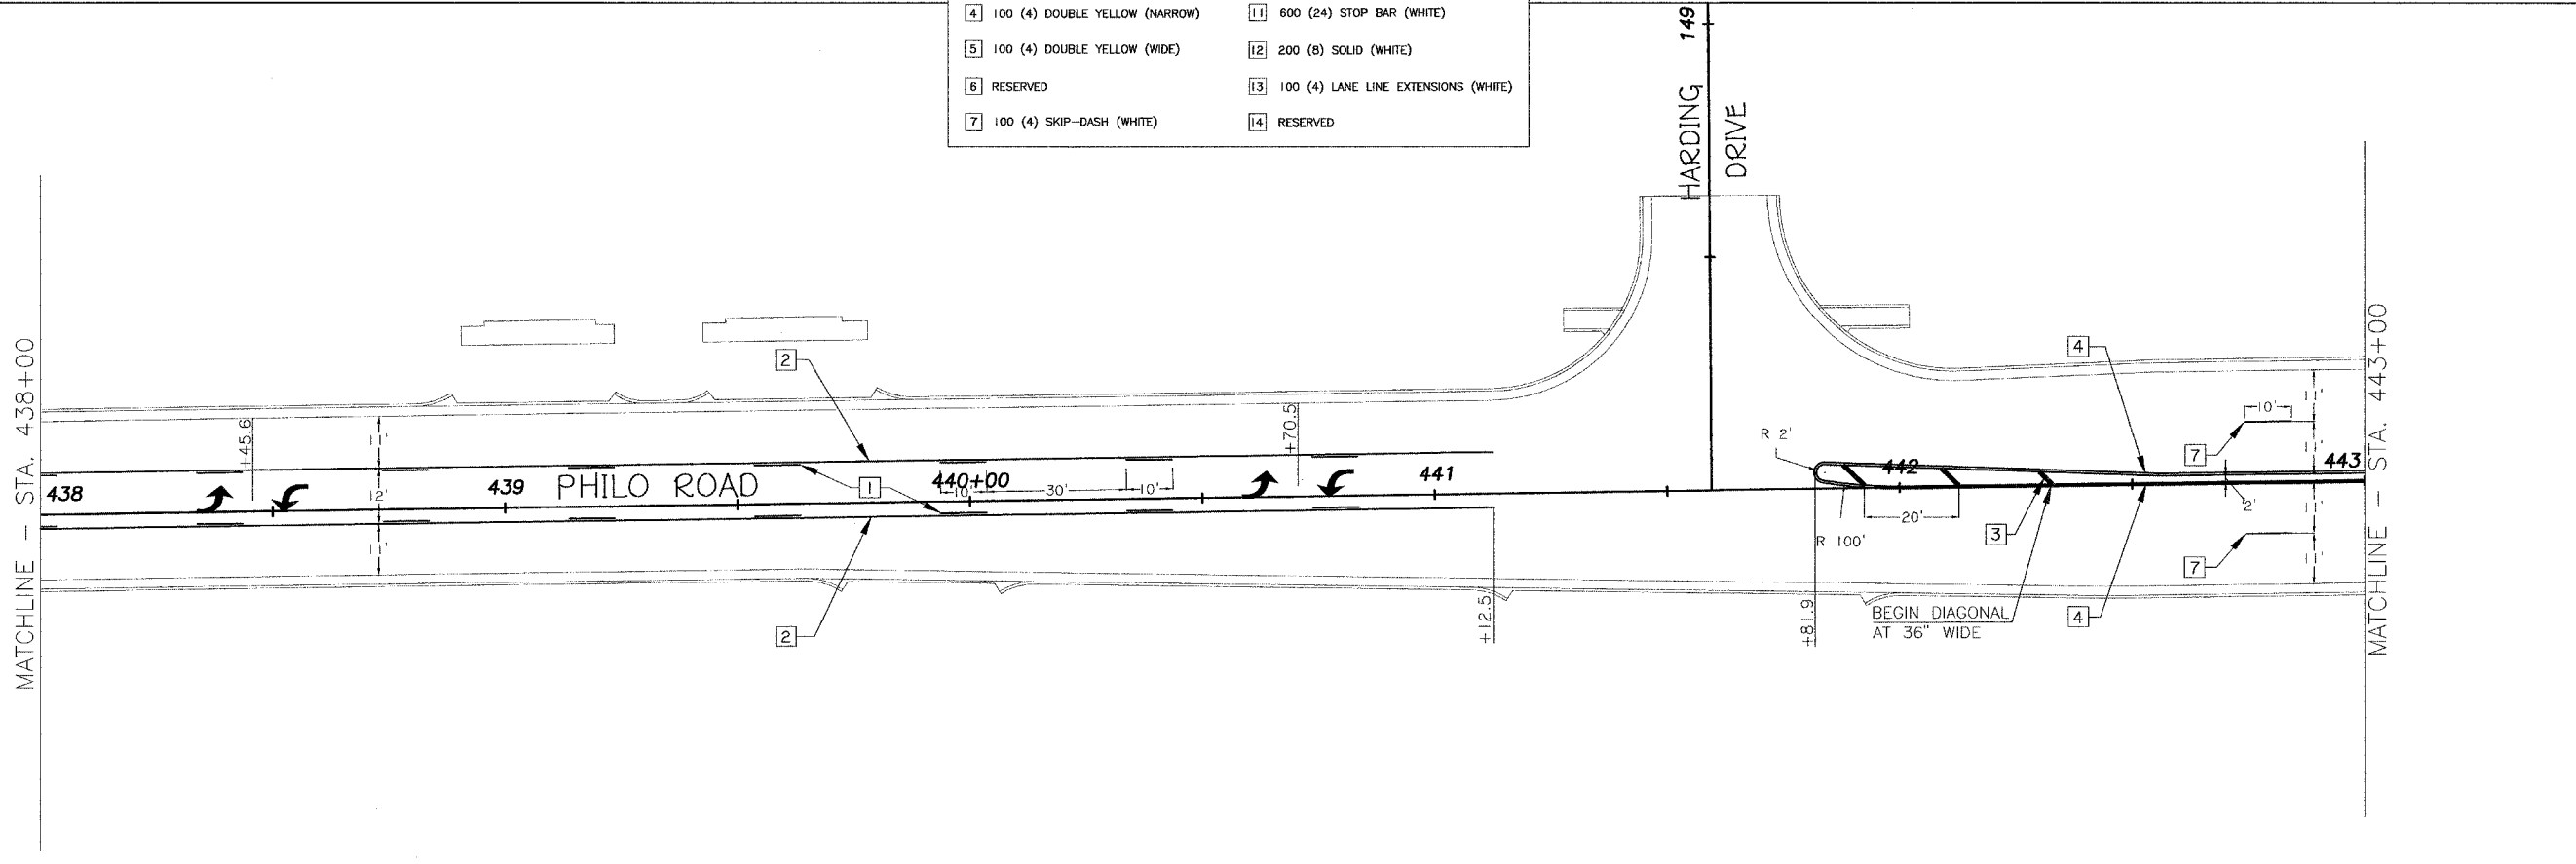 4 100 (4) DOUBLE YELLOW (NARROW)
5 100 (4) DOUBLE YELLOW (WIDE)
6 RESERVED
7 100 (4) SKIP-DASH (WHITE)
11 600 (24) STOP BAR (WHITE)
12 200 (8) SOLID (WHITE)
13 100 (4) LANE LINE EXTENSIONS (WHITE)
14 RESERVED
149
HARDING
DRIVE
MATCHLINE - STA. 438+00
MATCHLINE - STA. 443+00
2
4
+45.6
11'
+70.5
R 2'
10'
11'
7
11'
438
12'
439
PHILO ROAD
1
440+00
10'
30'
10'
441
442
443
2'
20'
3
R 100'
11'
11'
7
11'
2
+12.5
+81.9
BEGIN DIAGONAL
AT 36" WIDE
4